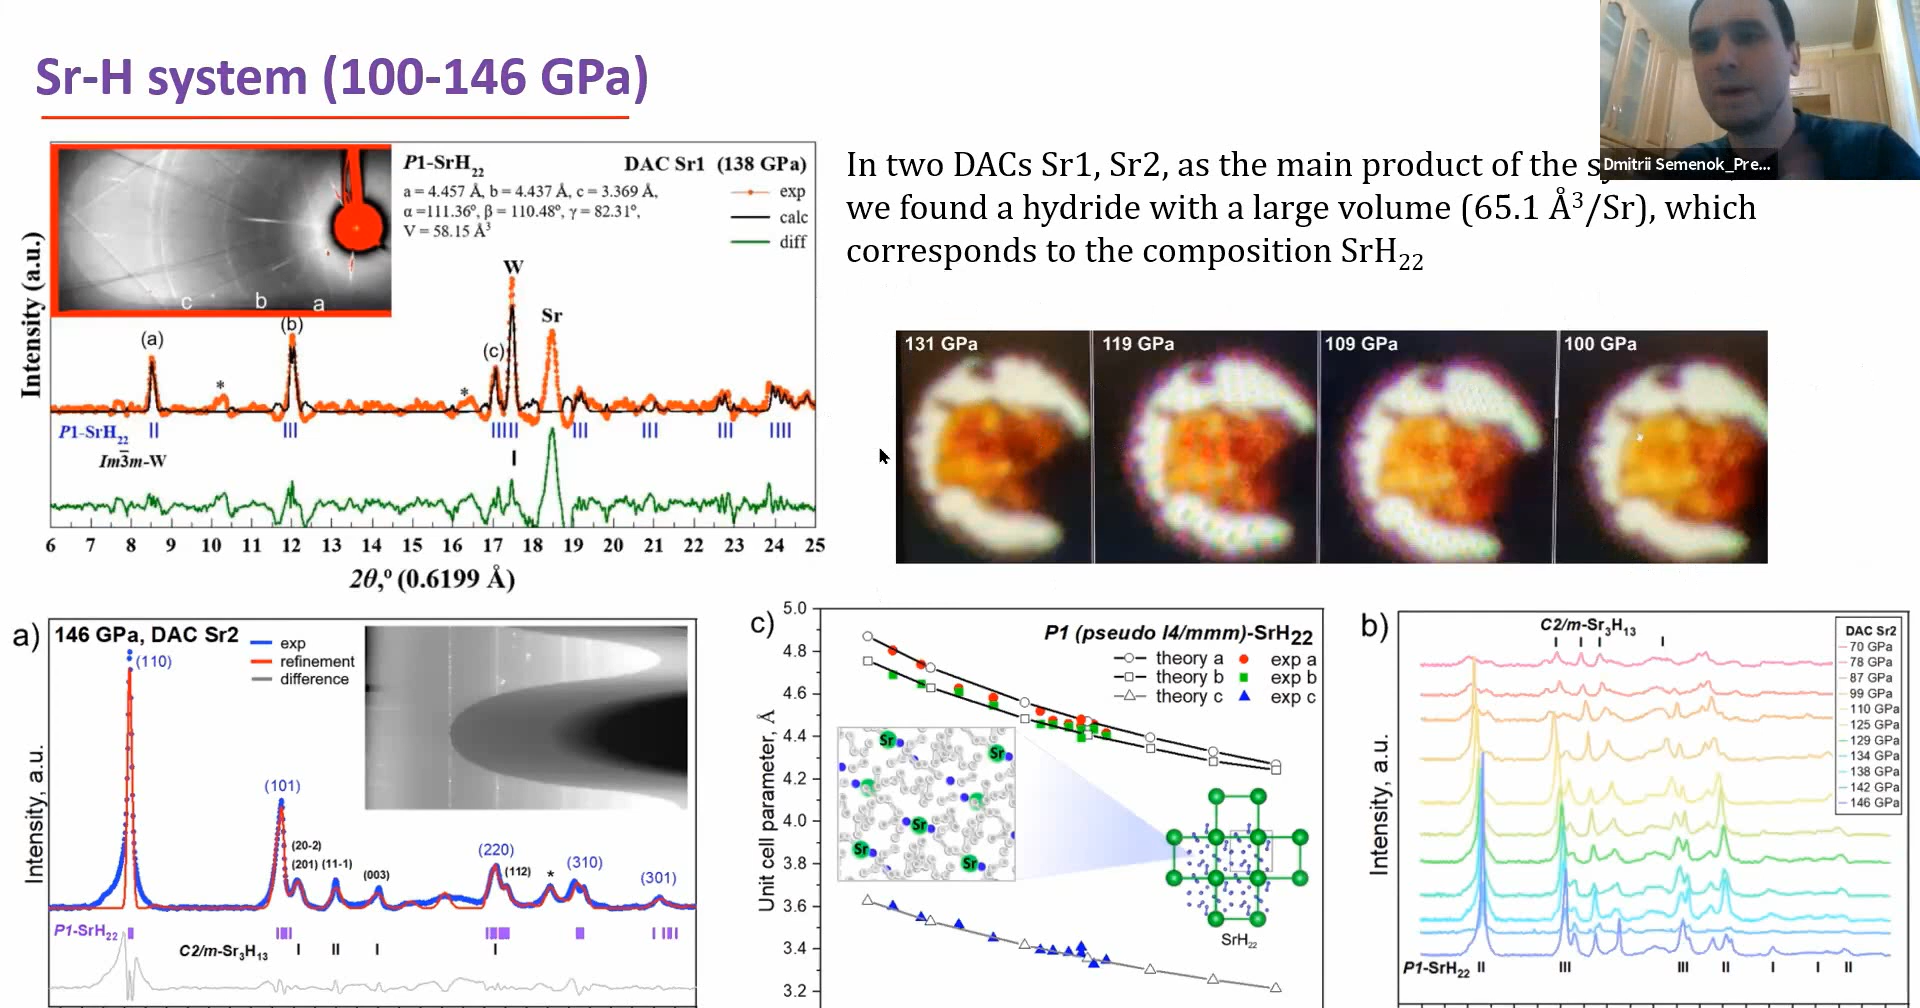 Sr-H system (100-146 GPa)
Dmitrii Semenok_Pre...
In two DACs Sr1, Sr2, as the main product of the
we found a hydride with a large volume (65.1 Å³/Sr), which
corresponds to the composition SrH₂₂
P1-SrH₂₂
DAC Sr1 (138 GPa)
a = 4.457 Å, b = 4.437 Å, c = 3.369 Å,
α =111.36º, β = 110.48º, γ = 82.31º,
V = 58.15 Å³
exp
calc
diff
c b a
(a)
*
(b)
*
(c)
W
Sr
P1-SrH₂₂
Im3̅m-W
Intensity (a.u.)
6 7 8 9 10 11 12 13 14 15 16 17 18 19 20 21 22 23 24 25
2θ,º (0.6199 Å)
131 GPa
119 GPa
109 GPa
100 GPa
a)
146 GPa, DAC Sr2
exp
refinement
difference
(110)
(101)
(20-2)
(201)
(11-1)
(003)
(220)
(112)
*
(310)
(301)
P1-SrH₂₂
C2/m-Sr₃H₁₃
Intensity, a.u.
c)
P1 (pseudo I4/mmm)-SrH₂₂
theory a exp a
theory b exp b
theory c exp c
5.0
4.8
4.6
4.4
4.2
4.0
3.8
3.6
3.4
3.2
Unit cell parameter, Å
Sr
Sr
Sr
Sr
Sr
SrH₂₂
b)
C2/m-Sr₃H₁₃
DAC Sr2
70 GPa
78 GPa
87 GPa
99 GPa
110 GPa
125 GPa
129 GPa
134 GPa
138 GPa
142 GPa
146 GPa
Intensity, a.u.
P1-SrH₂₂